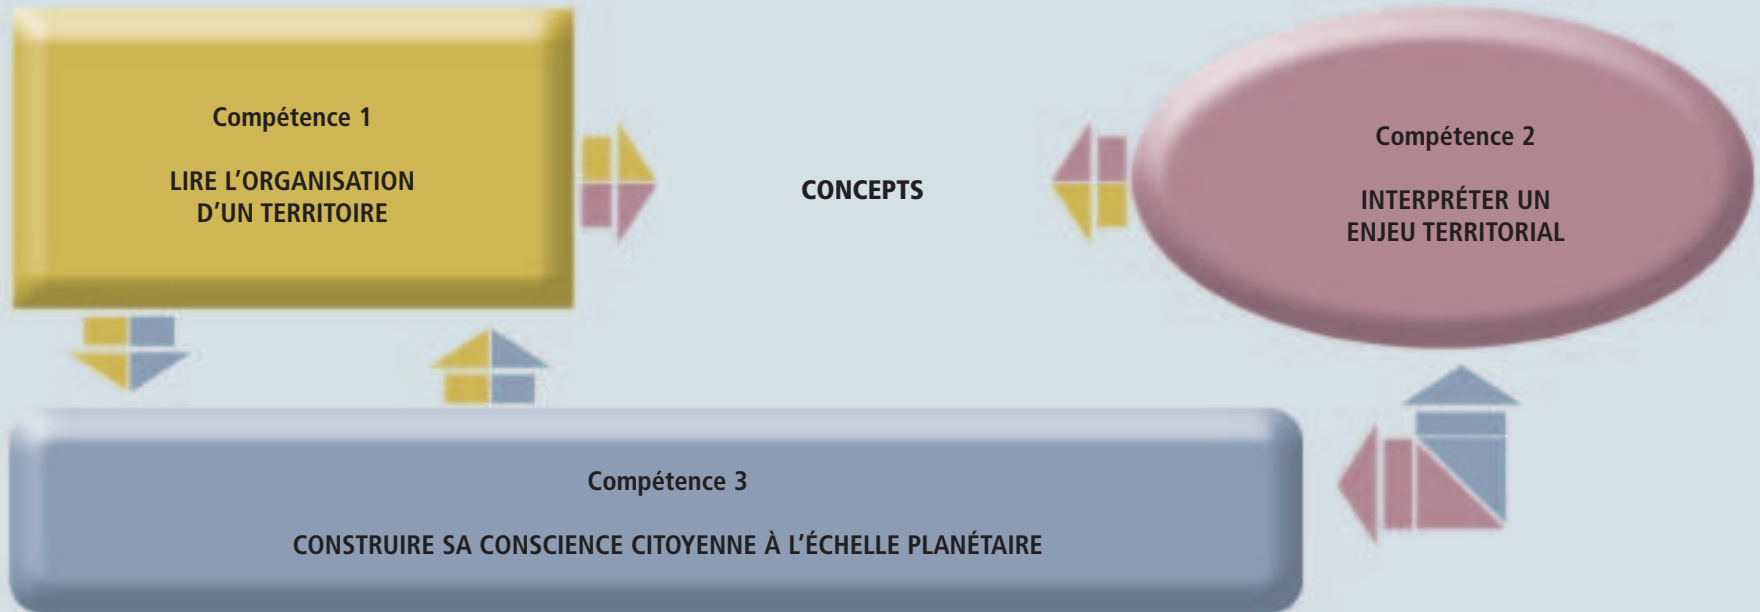 Compétence 1
LIRE L’ORGANISATION
D’UN TERRITOIRE
CONCEPTS
Compétence 2
INTERPRÉTER UN
ENJEU TERRITORIAL
Compétence 3
CONSTRUIRE SA CONSCIENCE CITOYENNE À L’ÉCHELLE PLANÉTAIRE